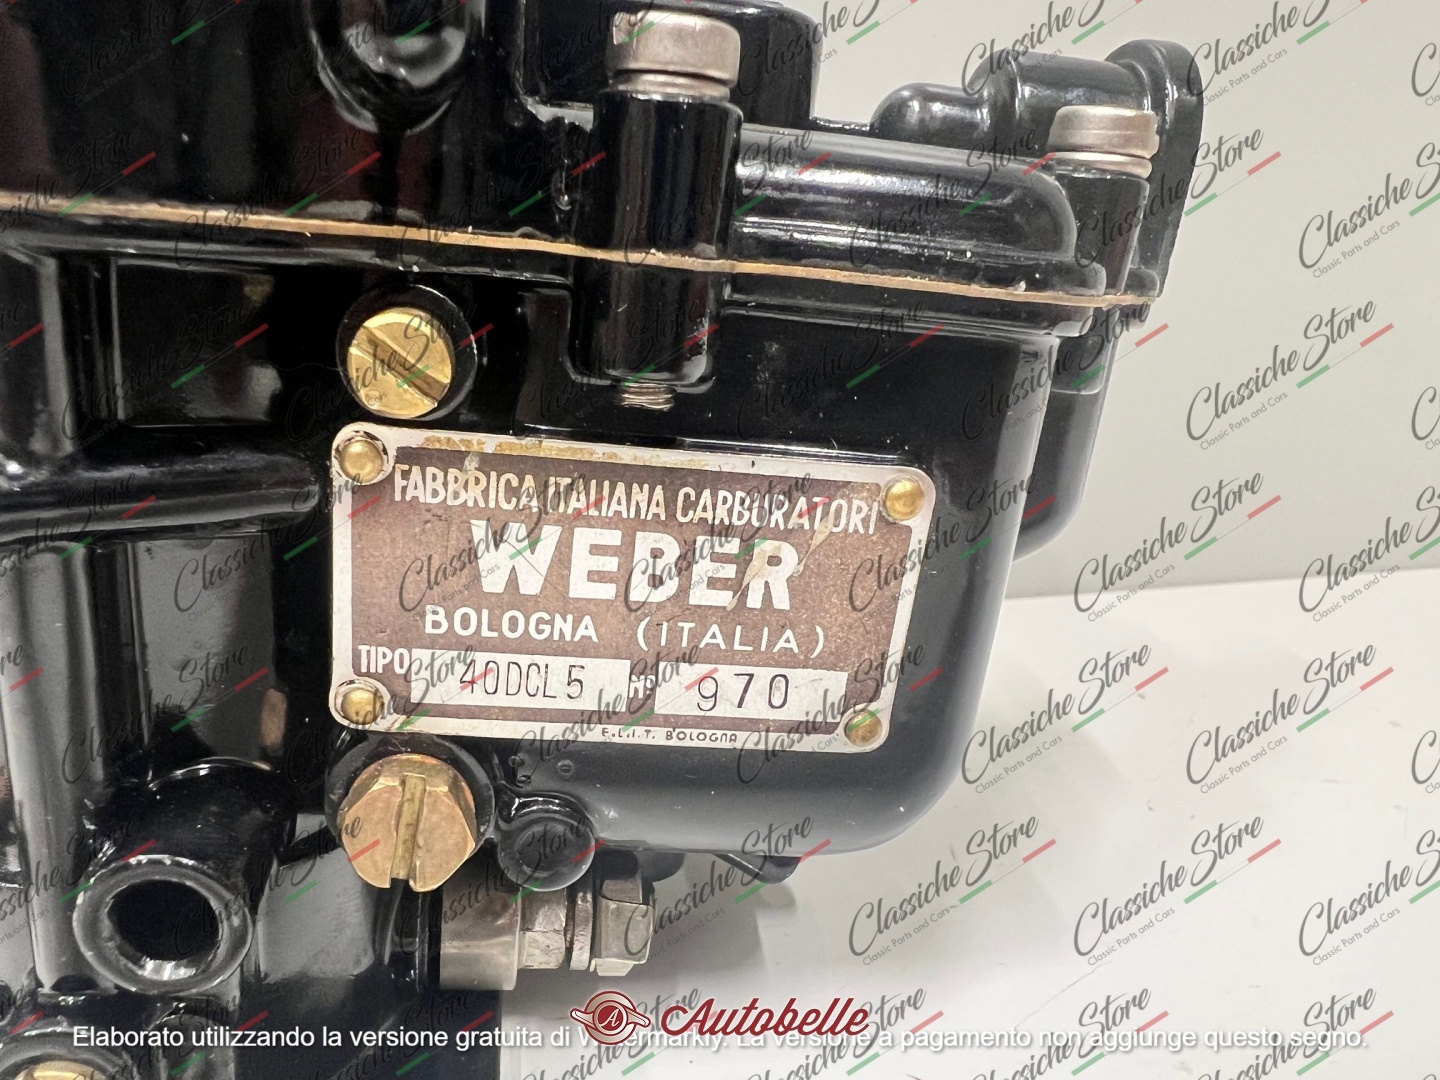 FABBRICA ITALIANA CARBURATORI
WEBER
BOLOGNA (ITALIA)
TIPO 40DCL5 Nº 970
F.L.I.T. BOLOGNA
Classiche Store
Classic Parts and Cars
Autobelle
Elaborato utilizzando la versione gratuita di Watermarkly. La versione a pagamento non aggiunge questo segno.